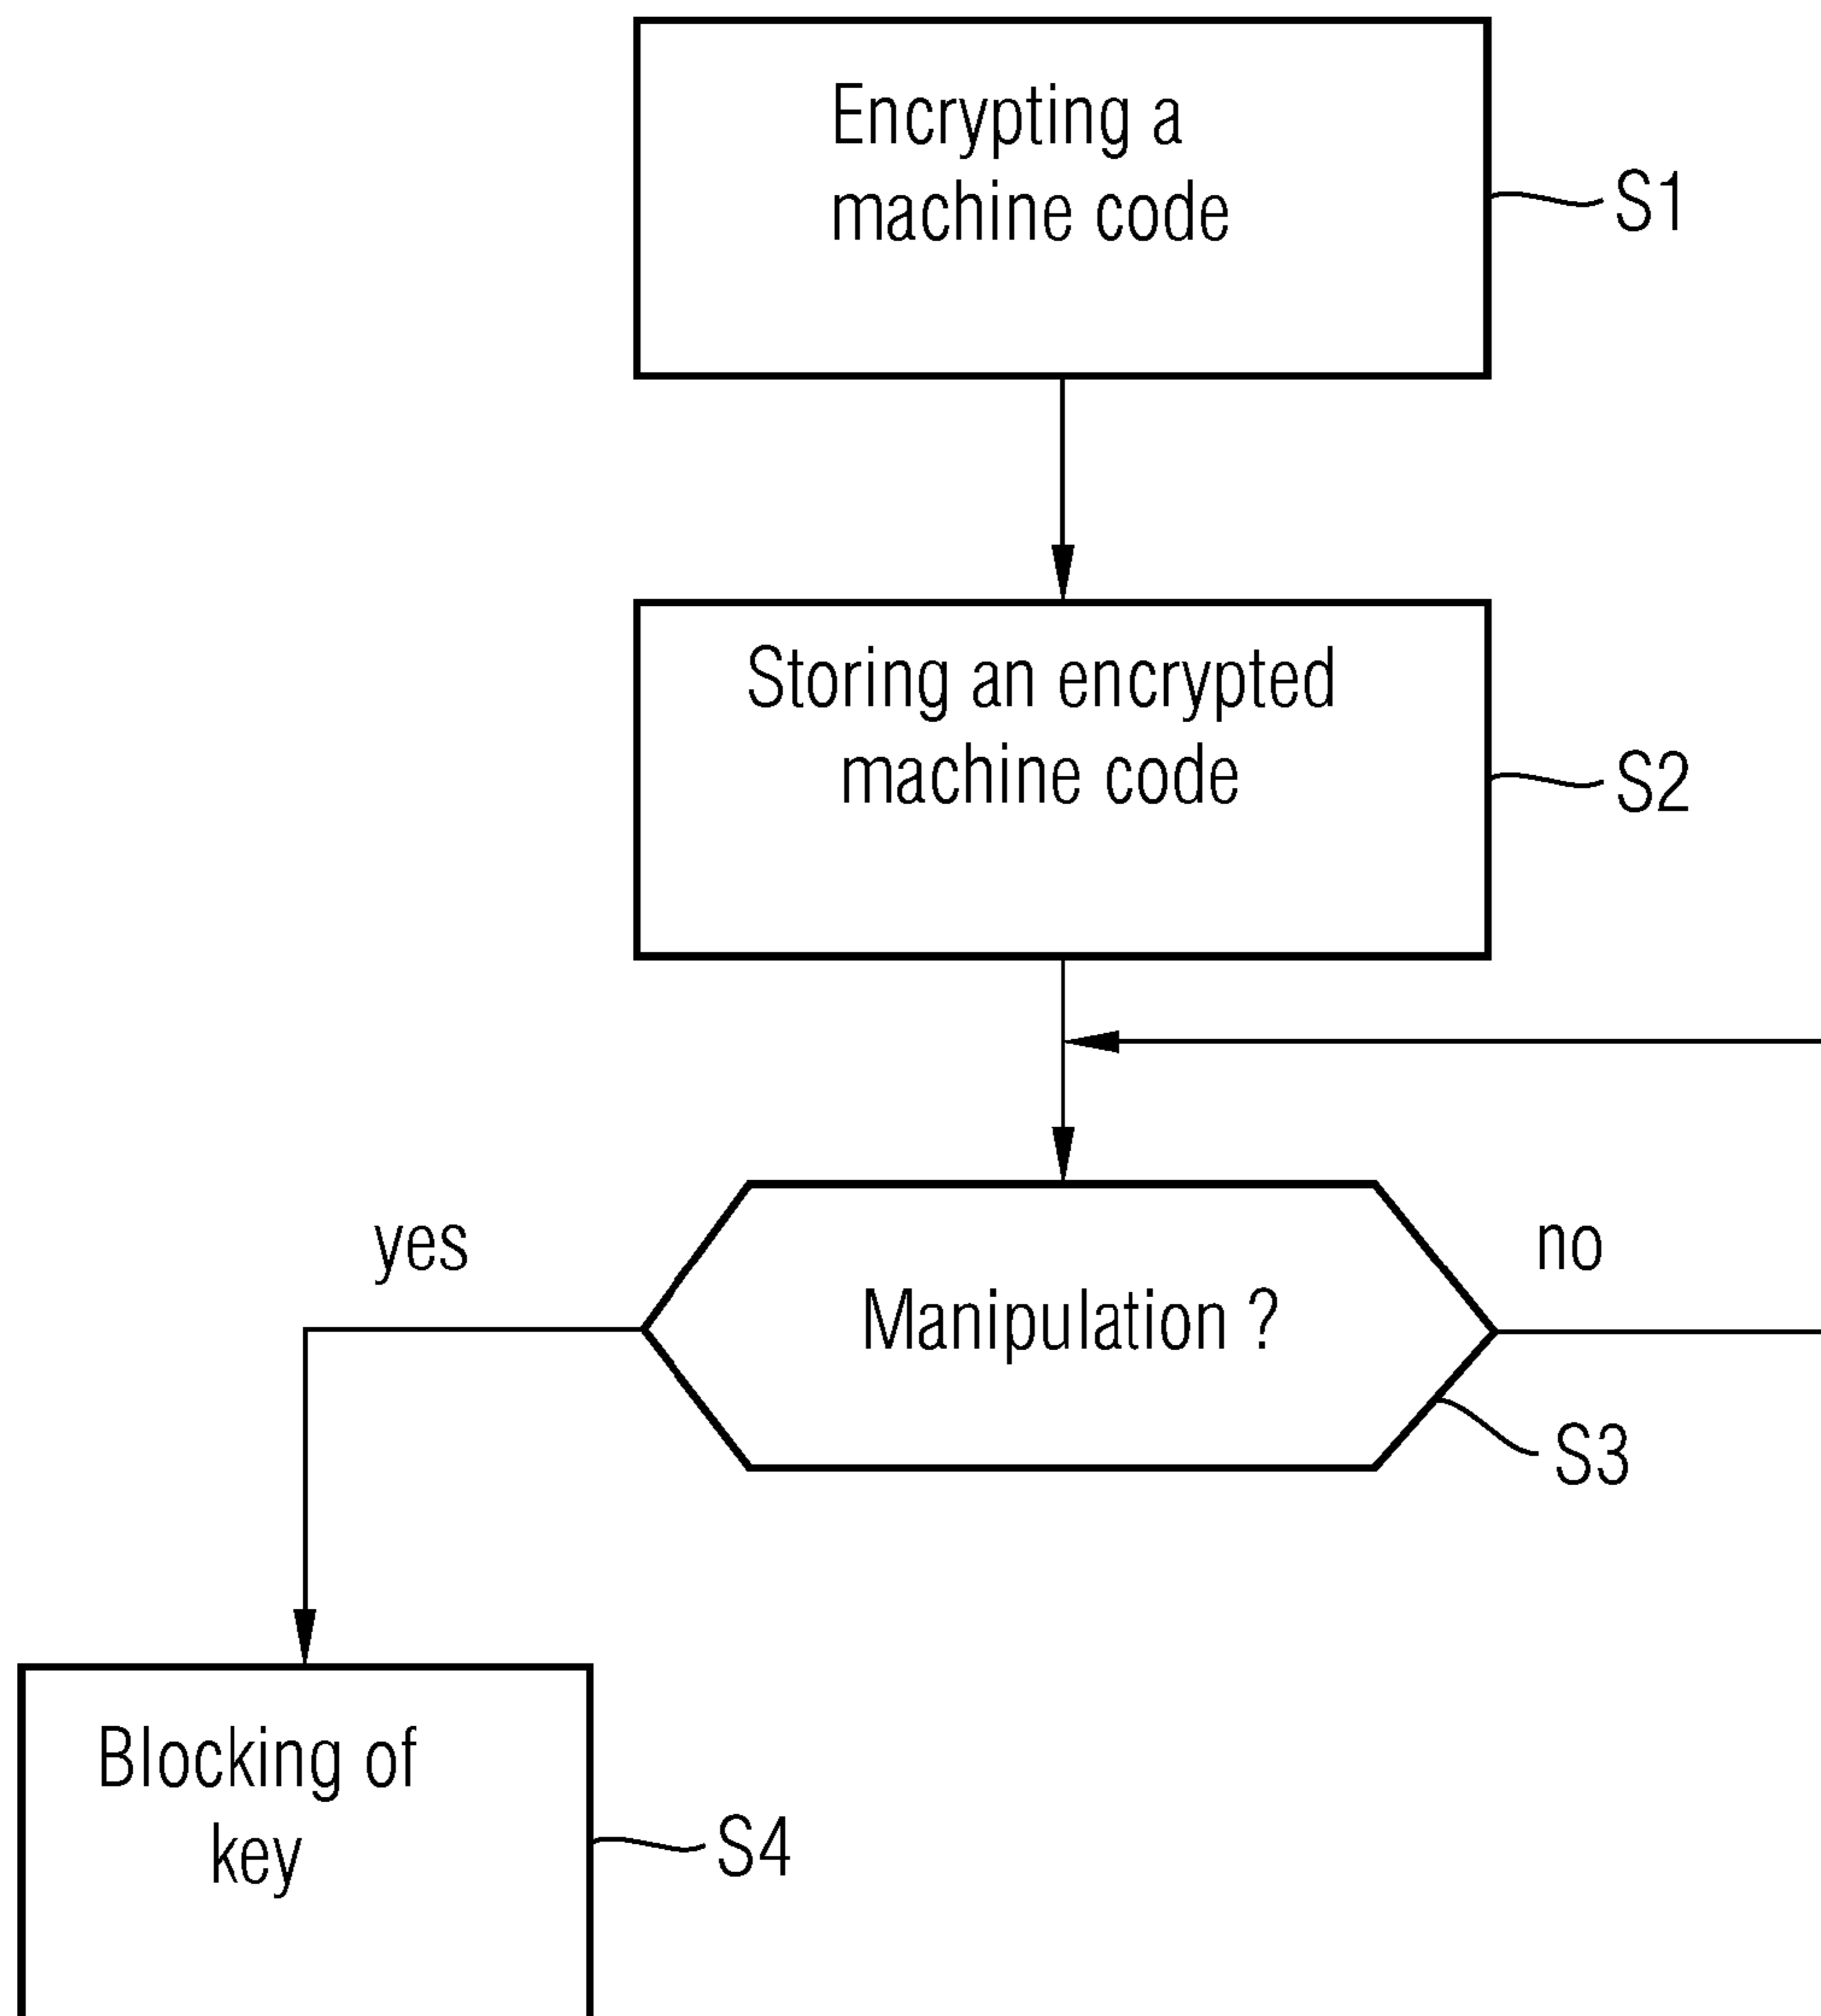 Encrypting a
machine code
S1
Storing an encrypted
machine code
S2
yes
no
Manipulation ?
S3
Blocking of
key
S4